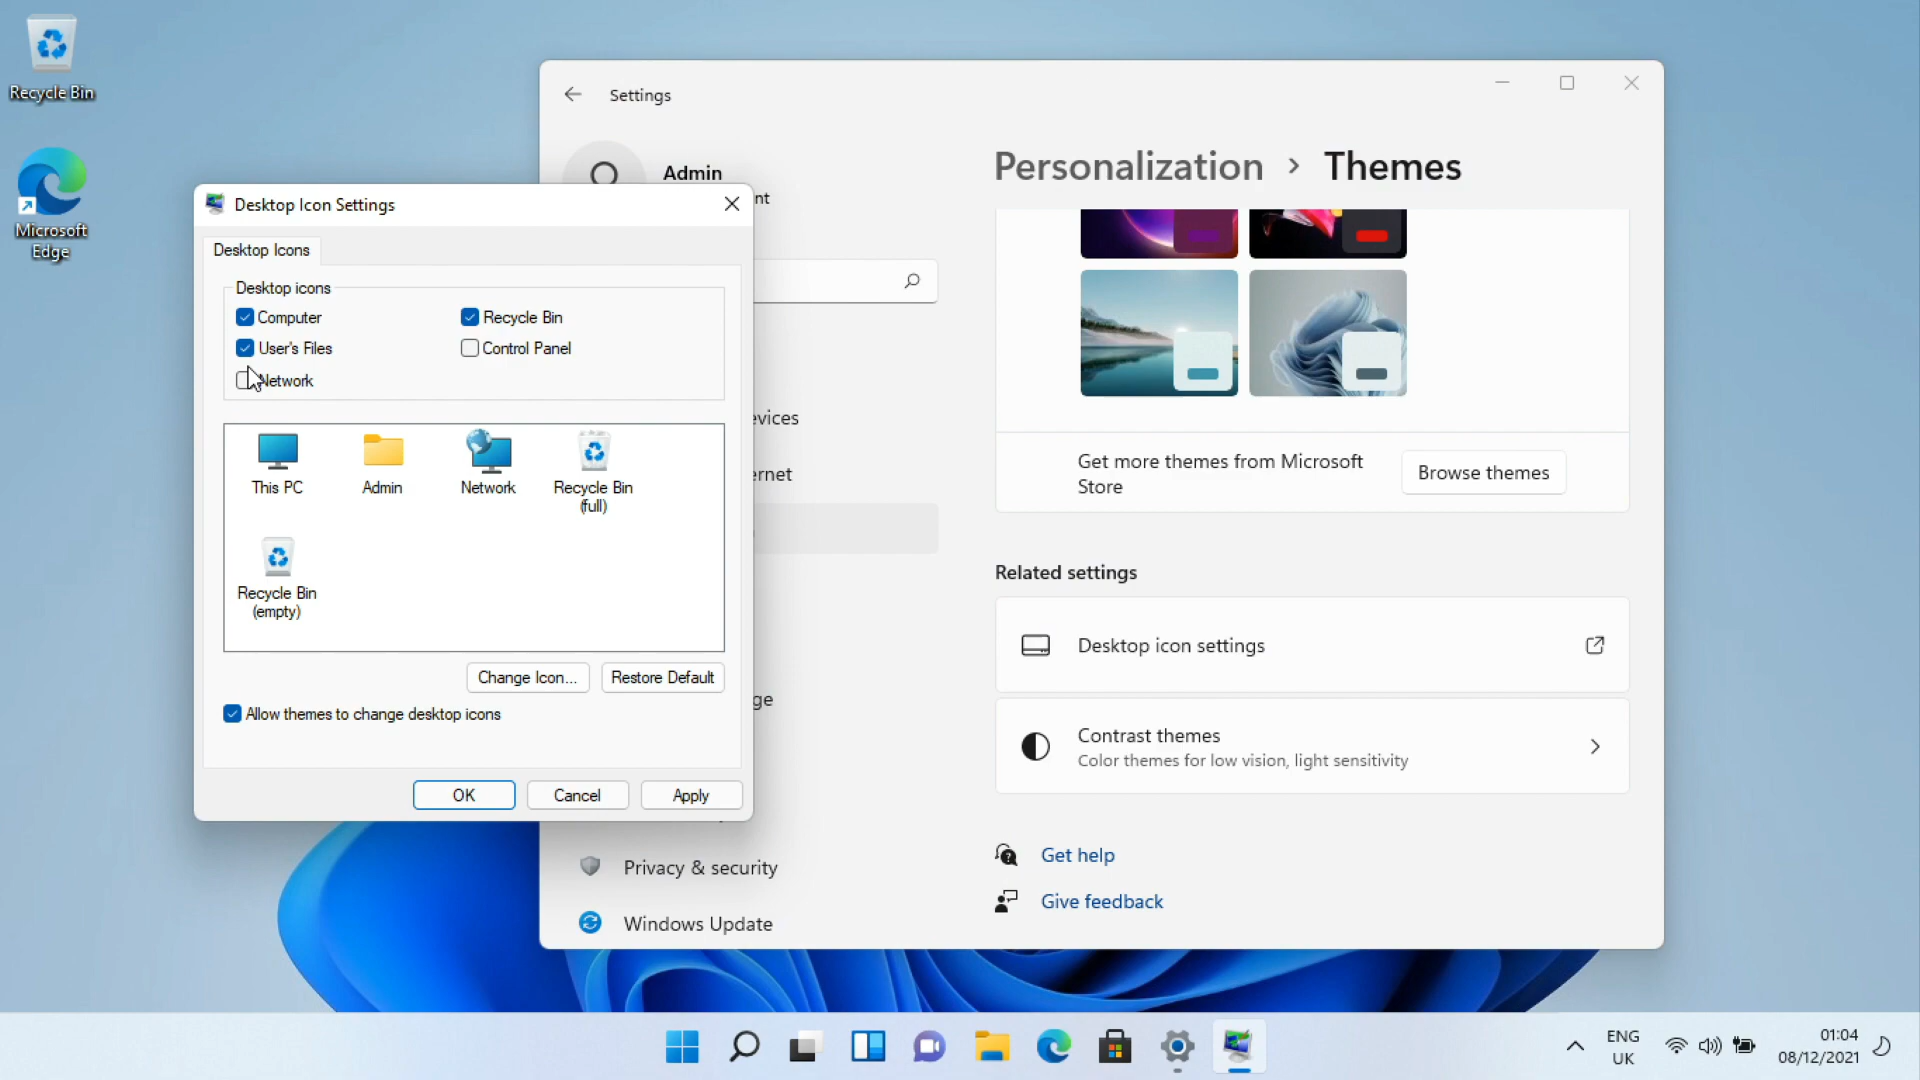 Recycle Bin
Microsoft
Edge
Settings
Admin
nt
Personalization > Themes
Desktop Icon Settings
Desktop Icons
Desktop icons
Computer
Recycle Bin
User's Files
Control Panel
Network
This PC
Admin
Network
Recycle Bin
(full)
Recycle Bin
(empty)
Change Icon...
Restore Default
Allow themes to change desktop icons
OK
Cancel
Apply
evices
ernet
ge
Privacy & security
Windows Update
Get more themes from Microsoft
Store
Browse themes
Related settings
Desktop icon settings
Contrast themes
Color themes for low vision, light sensitivity
Get help
Give feedback
ENG
UK
01:04
08/12/2021